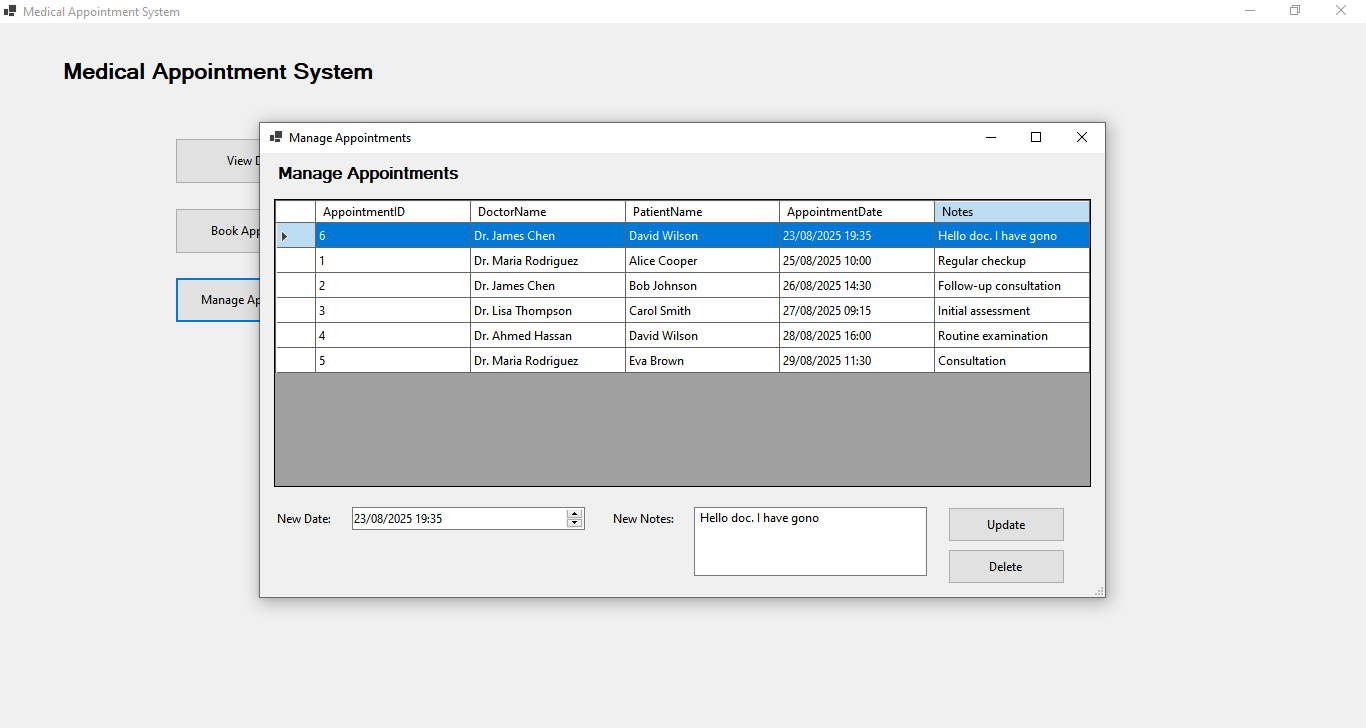 Medical Appointment System
Medical Appointment System
View D
Book App
Manage Ap
Manage Appointments
Manage Appointments
AppointmentID DoctorName PatientName AppointmentDate Notes
6 Dr. James Chen David Wilson 23/08/2025 19:35 Hello doc. I have gono
1 Dr. Maria Rodriguez Alice Cooper 25/08/2025 10:00 Regular checkup
2 Dr. James Chen Bob Johnson 26/08/2025 14:30 Follow-up consultation
3 Dr. Lisa Thompson Carol Smith 27/08/2025 09:15 Initial assessment
4 Dr. Ahmed Hassan David Wilson 28/08/2025 16:00 Routine examination
5 Dr. Maria Rodriguez Eva Brown 29/08/2025 11:30 Consultation
New Date: 23/08/2025 19:35 New Notes: Hello doc. I have gono
Update
Delete